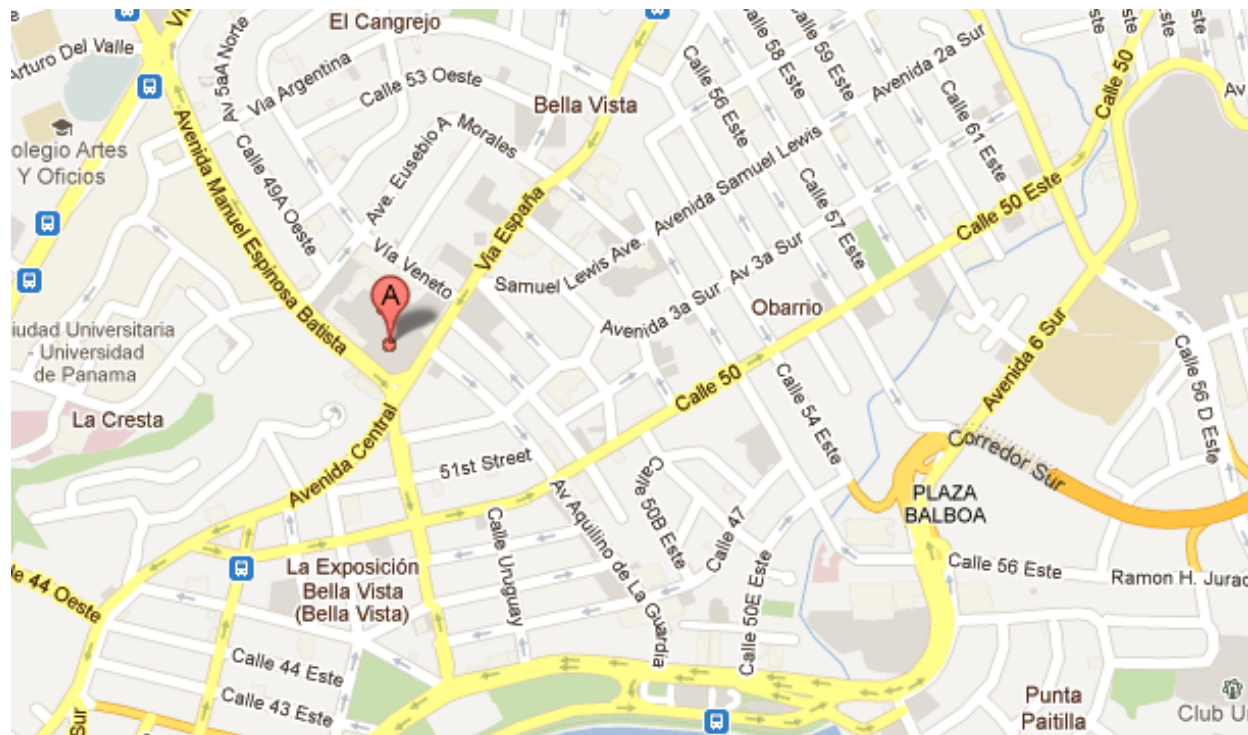 El Cangrejo
Arturo Del Valle
Av 5aA Norte
Via Argentina
Calle 53 Oeste
Bella Vista
Calle 56 Este
Calle 58 Este
Calle 59 Este
Avenida 2a Sur
Calle 61 Este
Calle 50
Av
olegio Artes
Y Oficios
Avenida Manuel Espinosa Batista
Calle 49A Oeste
Ave. Eusebio A
Morales
Vía Veneto
Via España
Samuel Lewis Ave.
Avenida Samuel Lewis
Calle 57 Este
Calle 50 Este
Avenida 3a Sur
Av 3a Sur
Obarrio
A
iudad Universitaria
- Universidad
de Panama
La Cresta
Avenida Central
Calle 50
Calle 54 Este
Avenida 6 Sur
Calle 56 D Este
Corredor Sur
51st Street
PLAZA
BALBOA
Calle Uruguay
Av Aquilino de La Guardia
Calle 50B Este
Calle 47
Calle 50E Este
Calle 56 Este
Ramon H. Jurad
La Exposición
Bella Vista
(Bella Vista)
le 44 Oeste
Calle 44 Este
Calle 43 Este
Sur
Punta
Paitilla
Club U